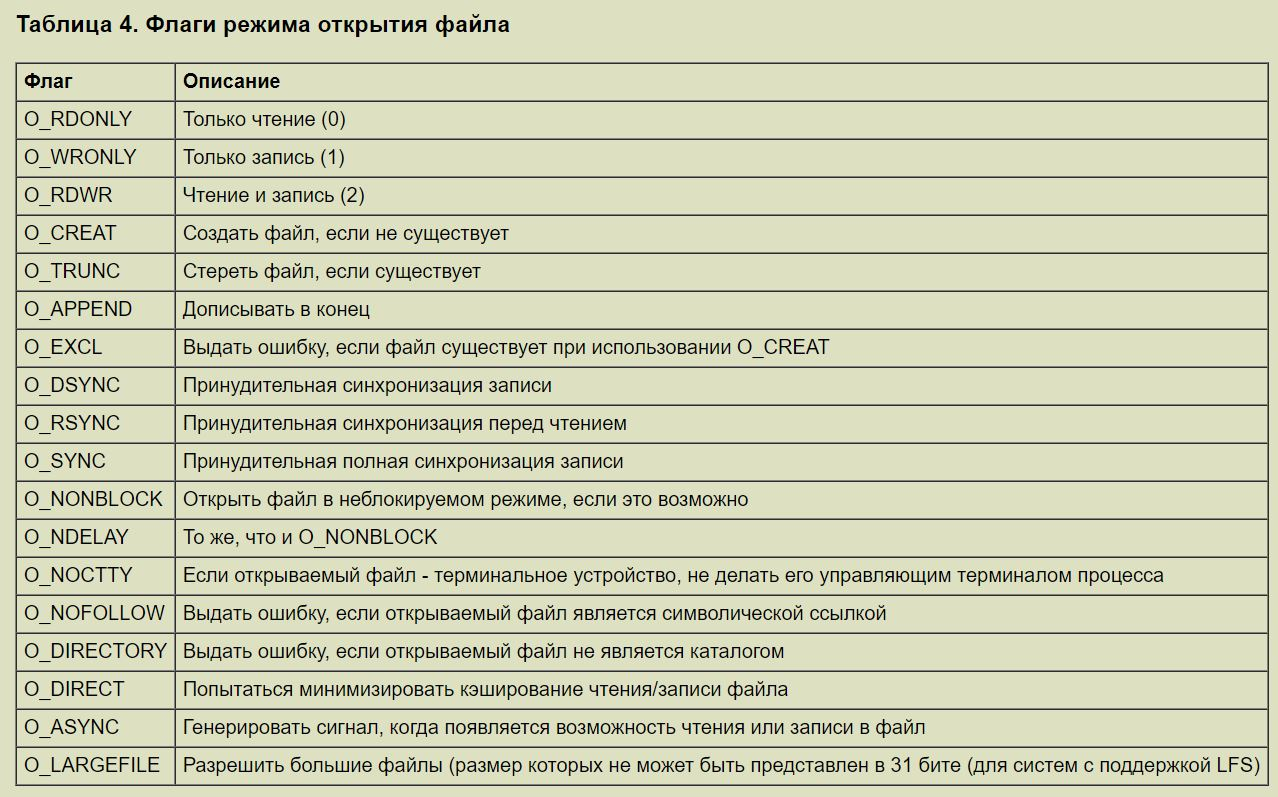 Таблица 4. Флаги режима открытия файла
Флаг Описание
O_RDONLY Только чтение (0)
O_WRONLY Только запись (1)
O_RDWR Чтение и запись (2)
O_CREAT Создать файл, если не существует
O_TRUNC Стереть файл, если существует
O_APPEND Дописывать в конец
O_EXCL Выдать ошибку, если файл существует при использовании O_CREAT
O_DSYNC Принудительная синхронизация записи
O_RSYNC Принудительная синхронизация перед чтением
O_SYNC Принудительная полная синхронизация записи
O_NONBLOCK Открыть файл в неблокируемом режиме, если это возможно
O_NDELAY То же, что и O_NONBLOCK
O_NOCTTY Если открываемый файл - терминальное устройство, не делать его управляющим терминалом процесса
O_NOFOLLOW Выдать ошибку, если открываемый файл является символической ссылкой
O_DIRECTORY Выдать ошибку, если открываемый файл не является каталогом
O_DIRECT Попытаться минимизировать кэширование чтения/записи файла
O_ASYNC Генерировать сигнал, когда появляется возможность чтения или записи в файл
O_LARGEFILE Разрешить большие файлы (размер которых не может быть представлен в 31 бите (для систем с поддержкой LFS)